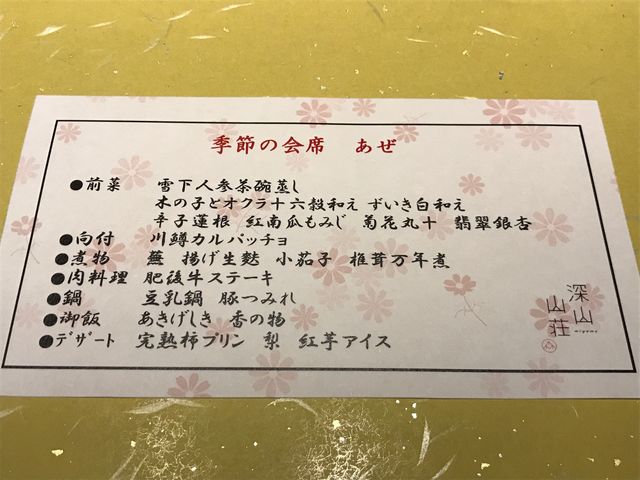 季節の会席 あぜ
●前菜 雪下人参茶碗蒸し
木の子とオクラ十六穀和え ずいき白和え
辛子蓮根 紅南瓜もみじ 菊花丸十 翡翠銀杏
●向付 川鱒カルパッチョ
●煮物 蕪 揚げ生麩 小茄子 椎茸万年煮
●肉料理 肥後牛ステーキ
●鍋 豆乳鍋 豚つみれ
●御飯 あきげしき 香の物
●デザート 完熟柿プリン 梨 紅芋アイス
深山
山荘
miyama